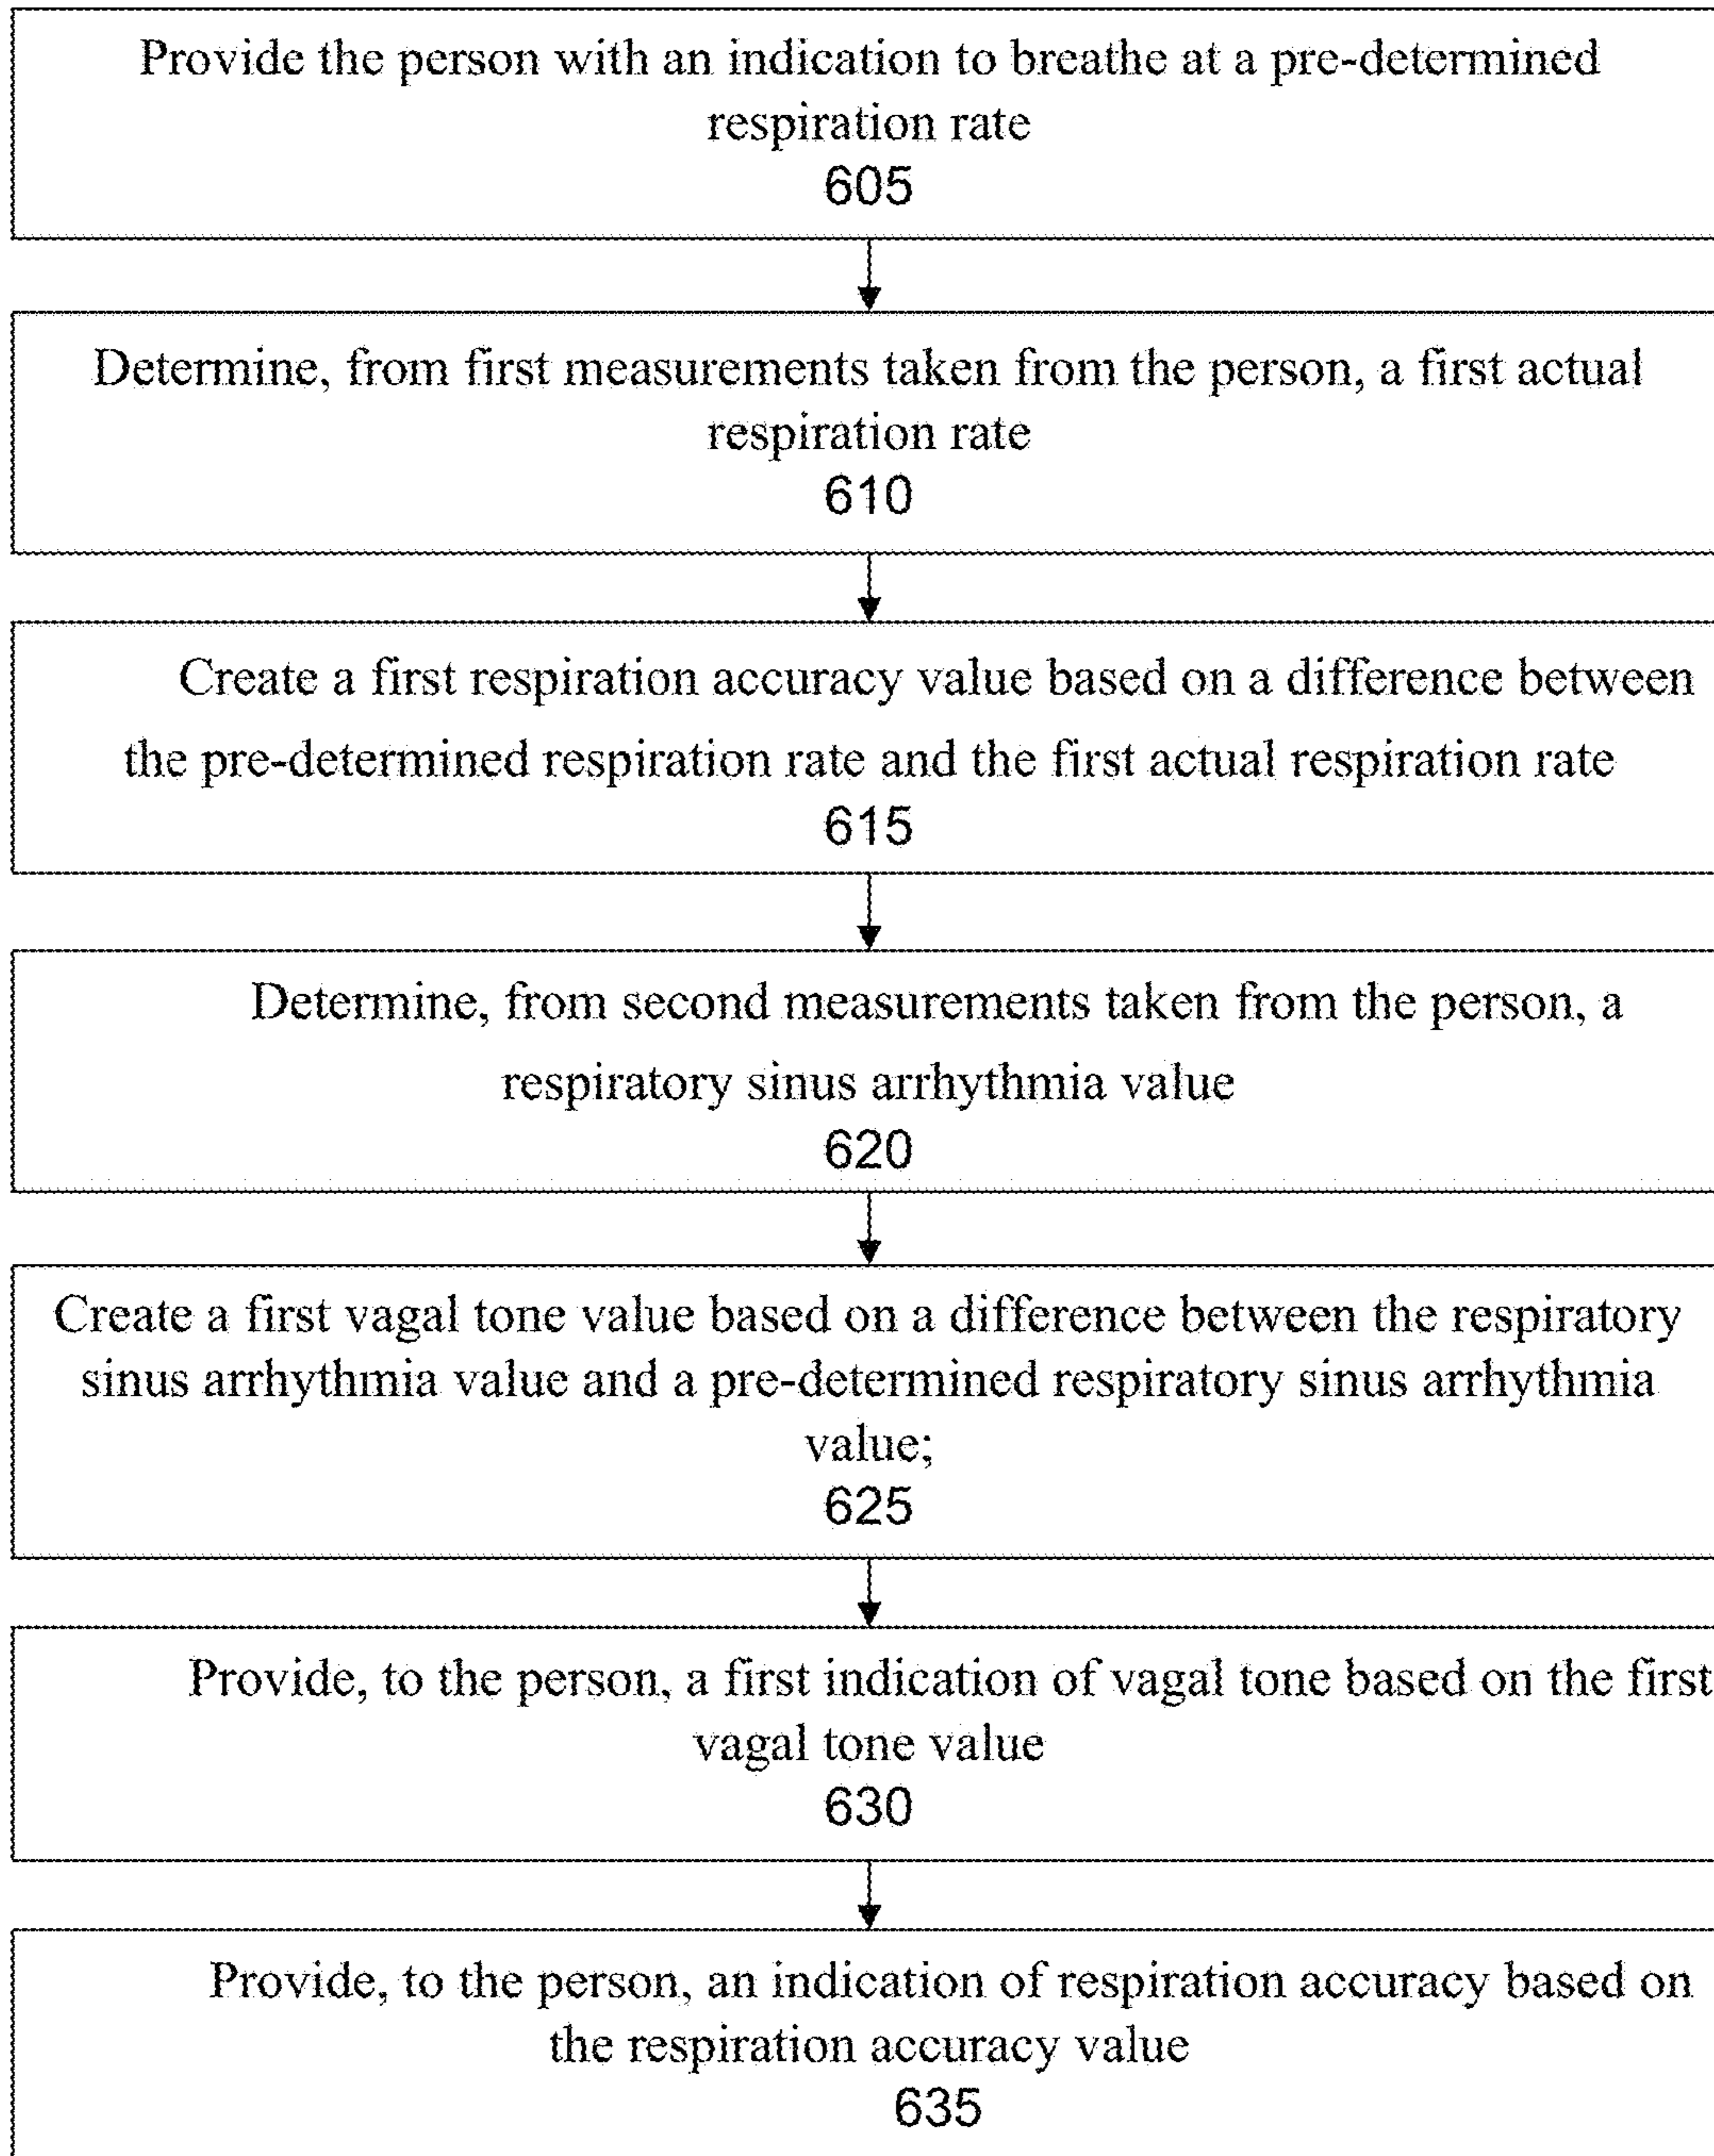 Provide the person with an indication to breathe at a pre-determined
respiration rate
605
Determine, from first measurements taken from the person, a first actual
respiration rate
610
Create a first respiration accuracy value based on a difference between
the pre-determined respiration rate and the first actual respiration rate
615
Determine, from second measurements taken from the person, a
respiratory sinus arrhythmia value
620
Create a first vagal tone value based on a difference between the respiratory
sinus arrhythmia value and a pre-determined respiratory sinus arrhythmia
value;
625
Provide, to the person, a first indication of vagal tone based on the first
vagal tone value
630
Provide, to the person, an indication of respiration accuracy based on
the respiration accuracy value
635